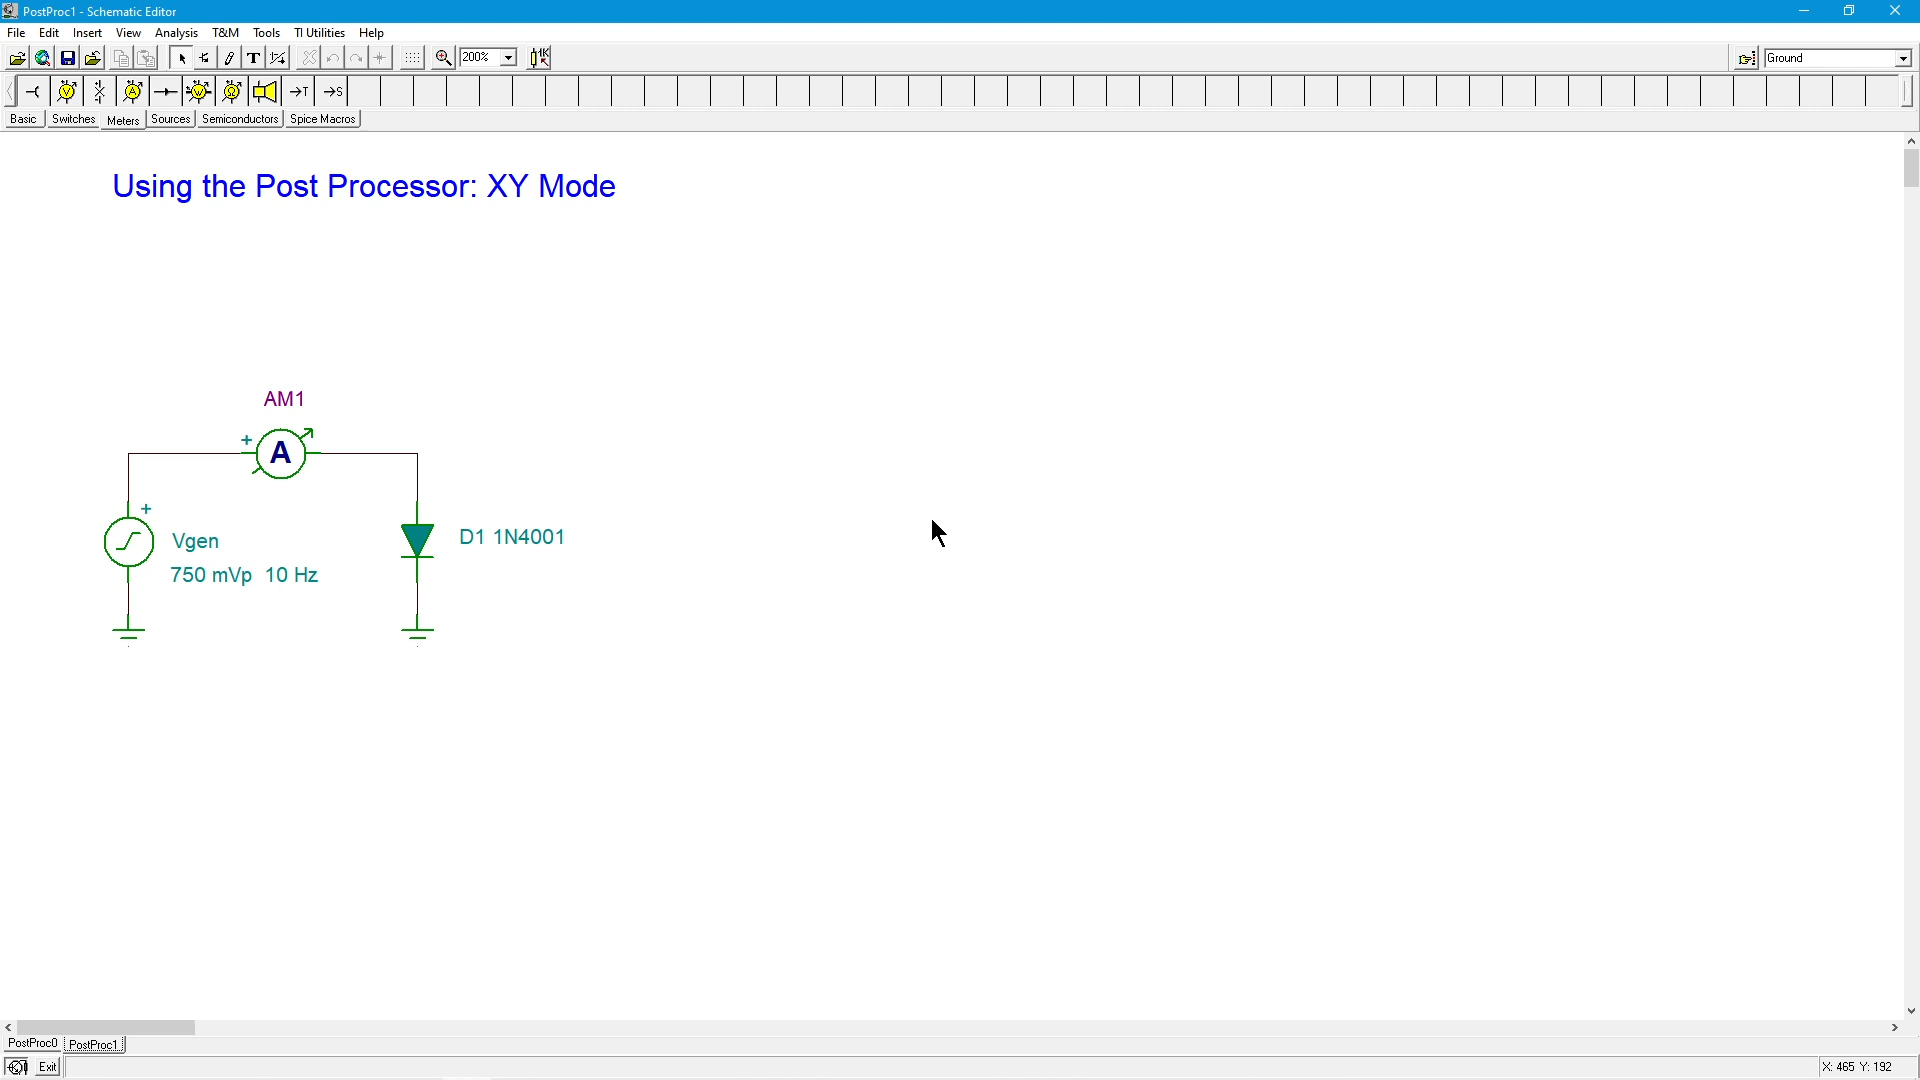 PostProc1 - Schematic Editor
File Edit Insert View Analysis T&M Tools TI Utilities Help
T 200% 1K Ground
V A W Ω →T →S
Basic Switches Meters Sources Semiconductors Spice Macros
Using the Post Processor: XY Mode
AM1
+ A
+
Vgen
750 mVp 10 Hz
D1 1N4001
PostProc0 PostProc1
Exit X: 465 Y: 192